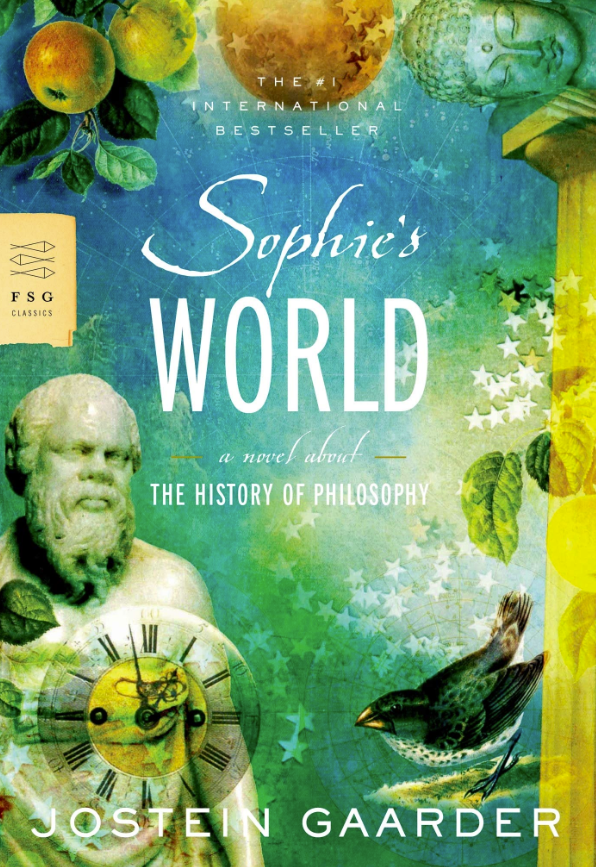 THE #1
INTERNATIONAL
BESTSELLER
Sophie's
WORLD
FSG
CLASSICS
a novel about
THE HISTORY OF PHILOSOPHY
JOSTEIN GAARDER